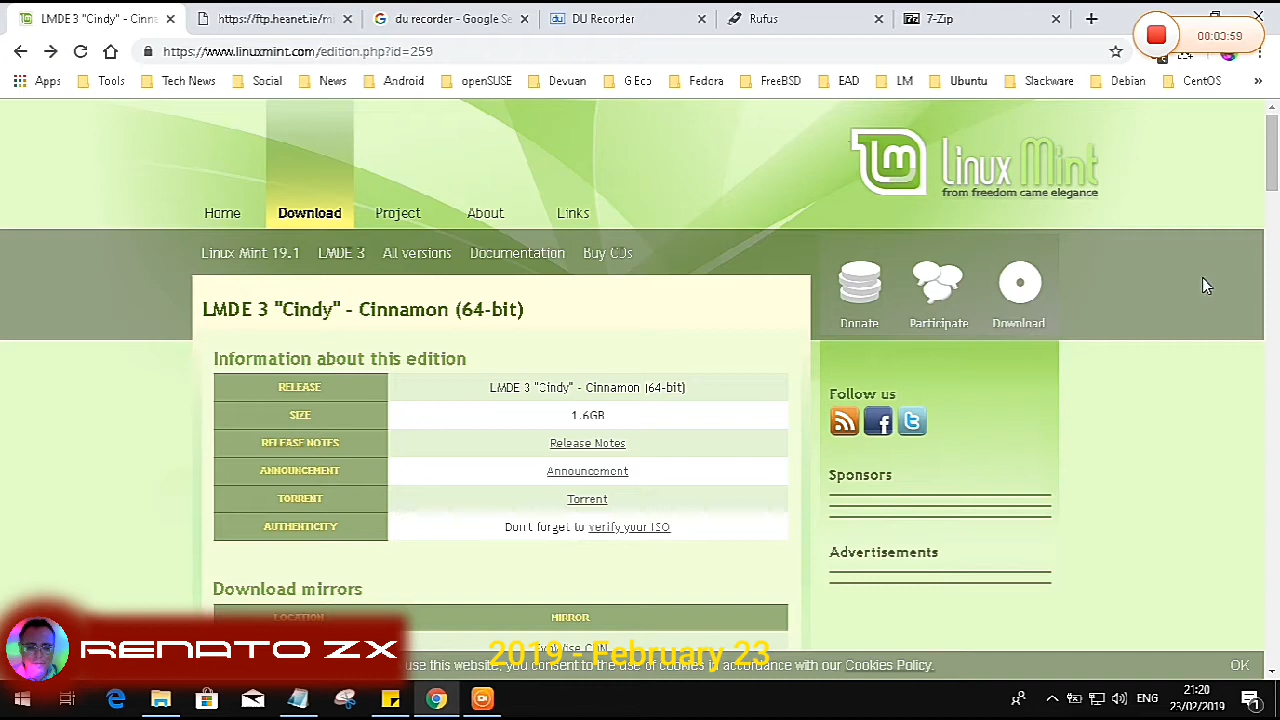 LMDE 3 "Cindy" - Cinna
https://ftp.heanet.ie/mi
du recorder - Google Se
DU Recorder
Rufus
7-Zip
00:03:59
https://www.linuxmint.com/edition.php?id=259
Apps Tools Tech News Social News Android openSUSE Devuan G Eco Fedora FreeBSD EAD LM Ubuntu Slackware Debian CentOS »
lm Linux Mint
from freedom came elegance
Home Download Project About Links
Linux Mint 19.1 LMDE 3 All versions Documentation Buy CDs
Donate Participate Download
LMDE 3 "Cindy" - Cinnamon (64-bit)
Information about this edition
RELEASE LMDE 3 "Cindy" - Cinnamon (64-bit)
SIZE 1.6GB
RELEASE NOTES Release Notes
ANNOUNCEMENT Announcement
TORRENT Torrent
AUTHENTICITY Don't forget to verify your ISO
Download mirrors
LOCATION MIRROR
Follow us
Sponsors
Advertisements
RENATO ZX
2019 - February 23
use this website, you consent to the use of cookies in accordance with our Cookies Policy. OK
ENG
21:20
23/02/2019
1